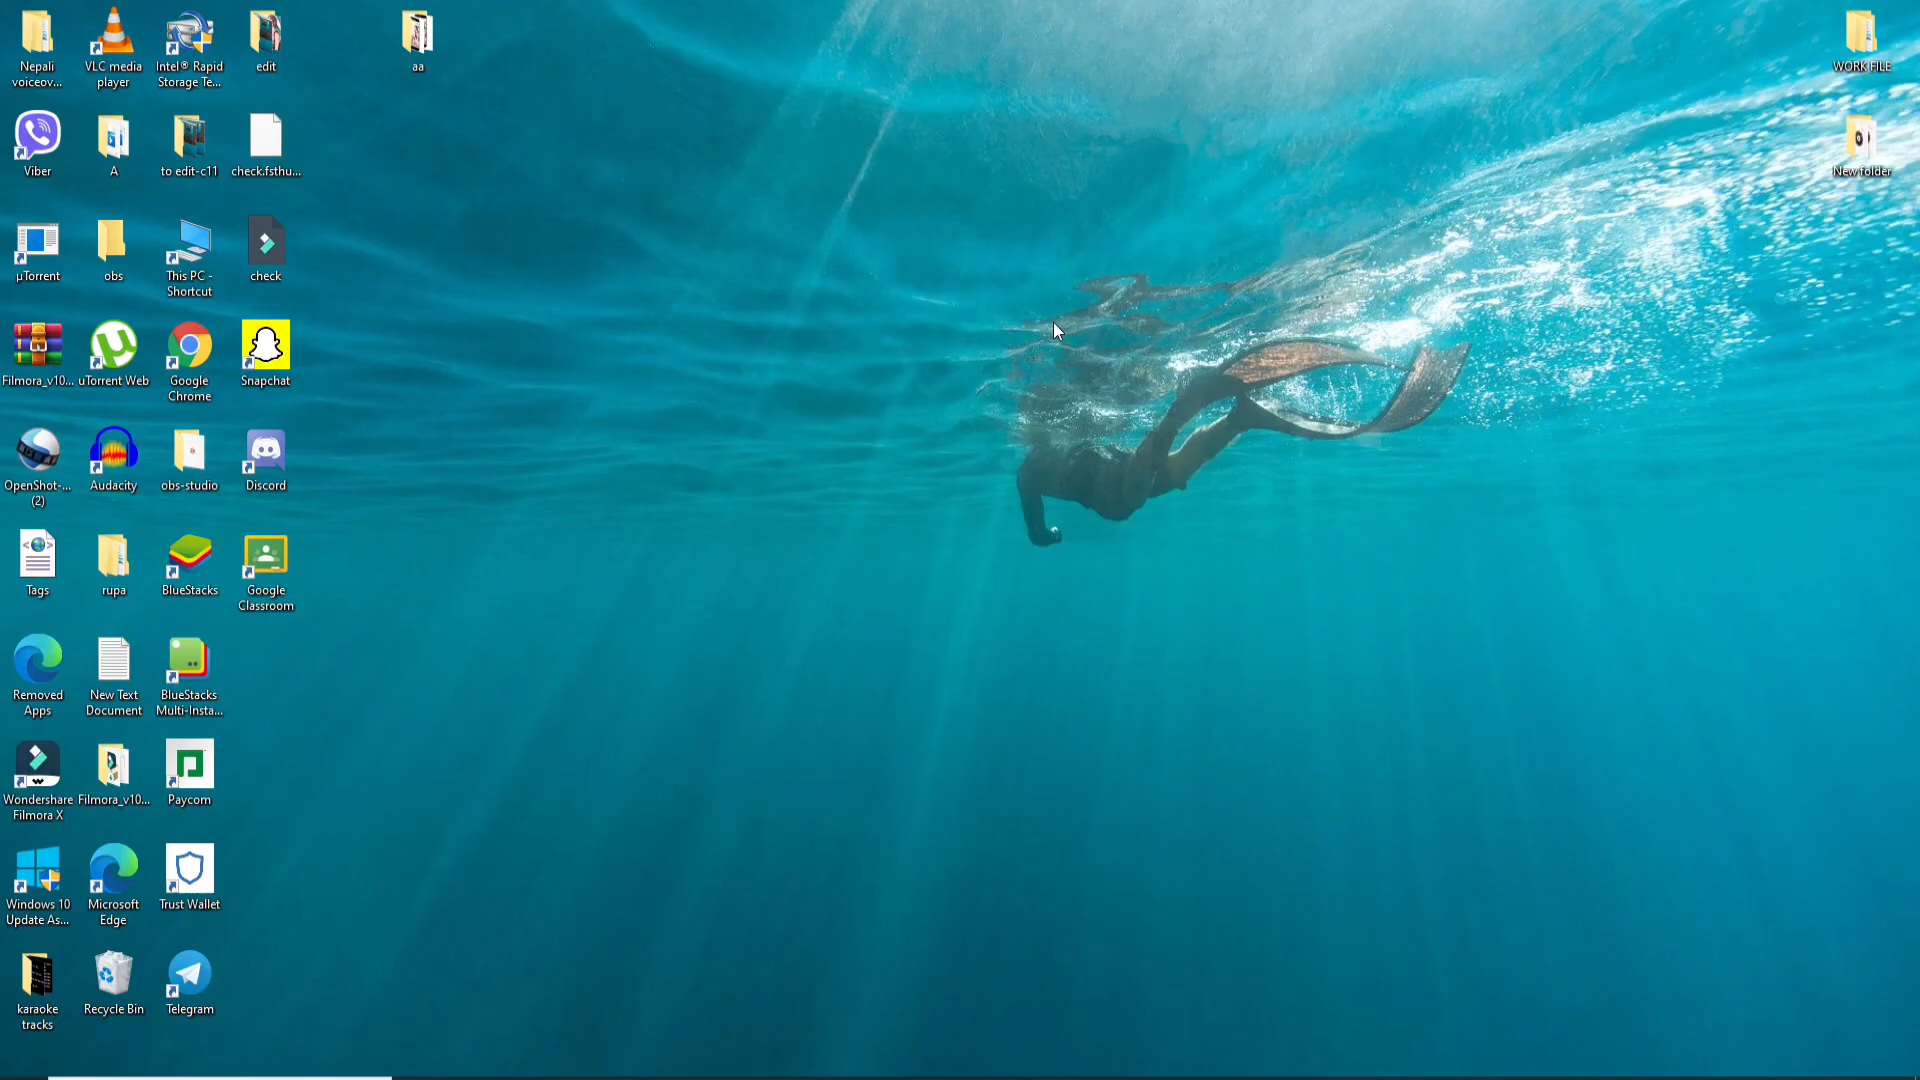 Nepali
voiceov...
VLC media
player
Intel® Rapid
Storage Te...
edit
aa
WORK FILE
Viber
A
to edit-c11
check.fsthu...
New folder
µTorrent
obs
This PC -
Shortcut
check
Filmora_v10...
uTorrent Web
Google
Chrome
Snapchat
OpenShot-...
(2)
Audacity
obs-studio
Discord
Tags
rupa
BlueStacks
Google
Classroom
Removed
Apps
New Text
Document
BlueStacks
Multi-Insta...
Wondershare
Filmora X
Filmora_v10...
Paycom
Windows 10
Update As...
Microsoft
Edge
Trust Wallet
karaoke
tracks
Recycle Bin
Telegram